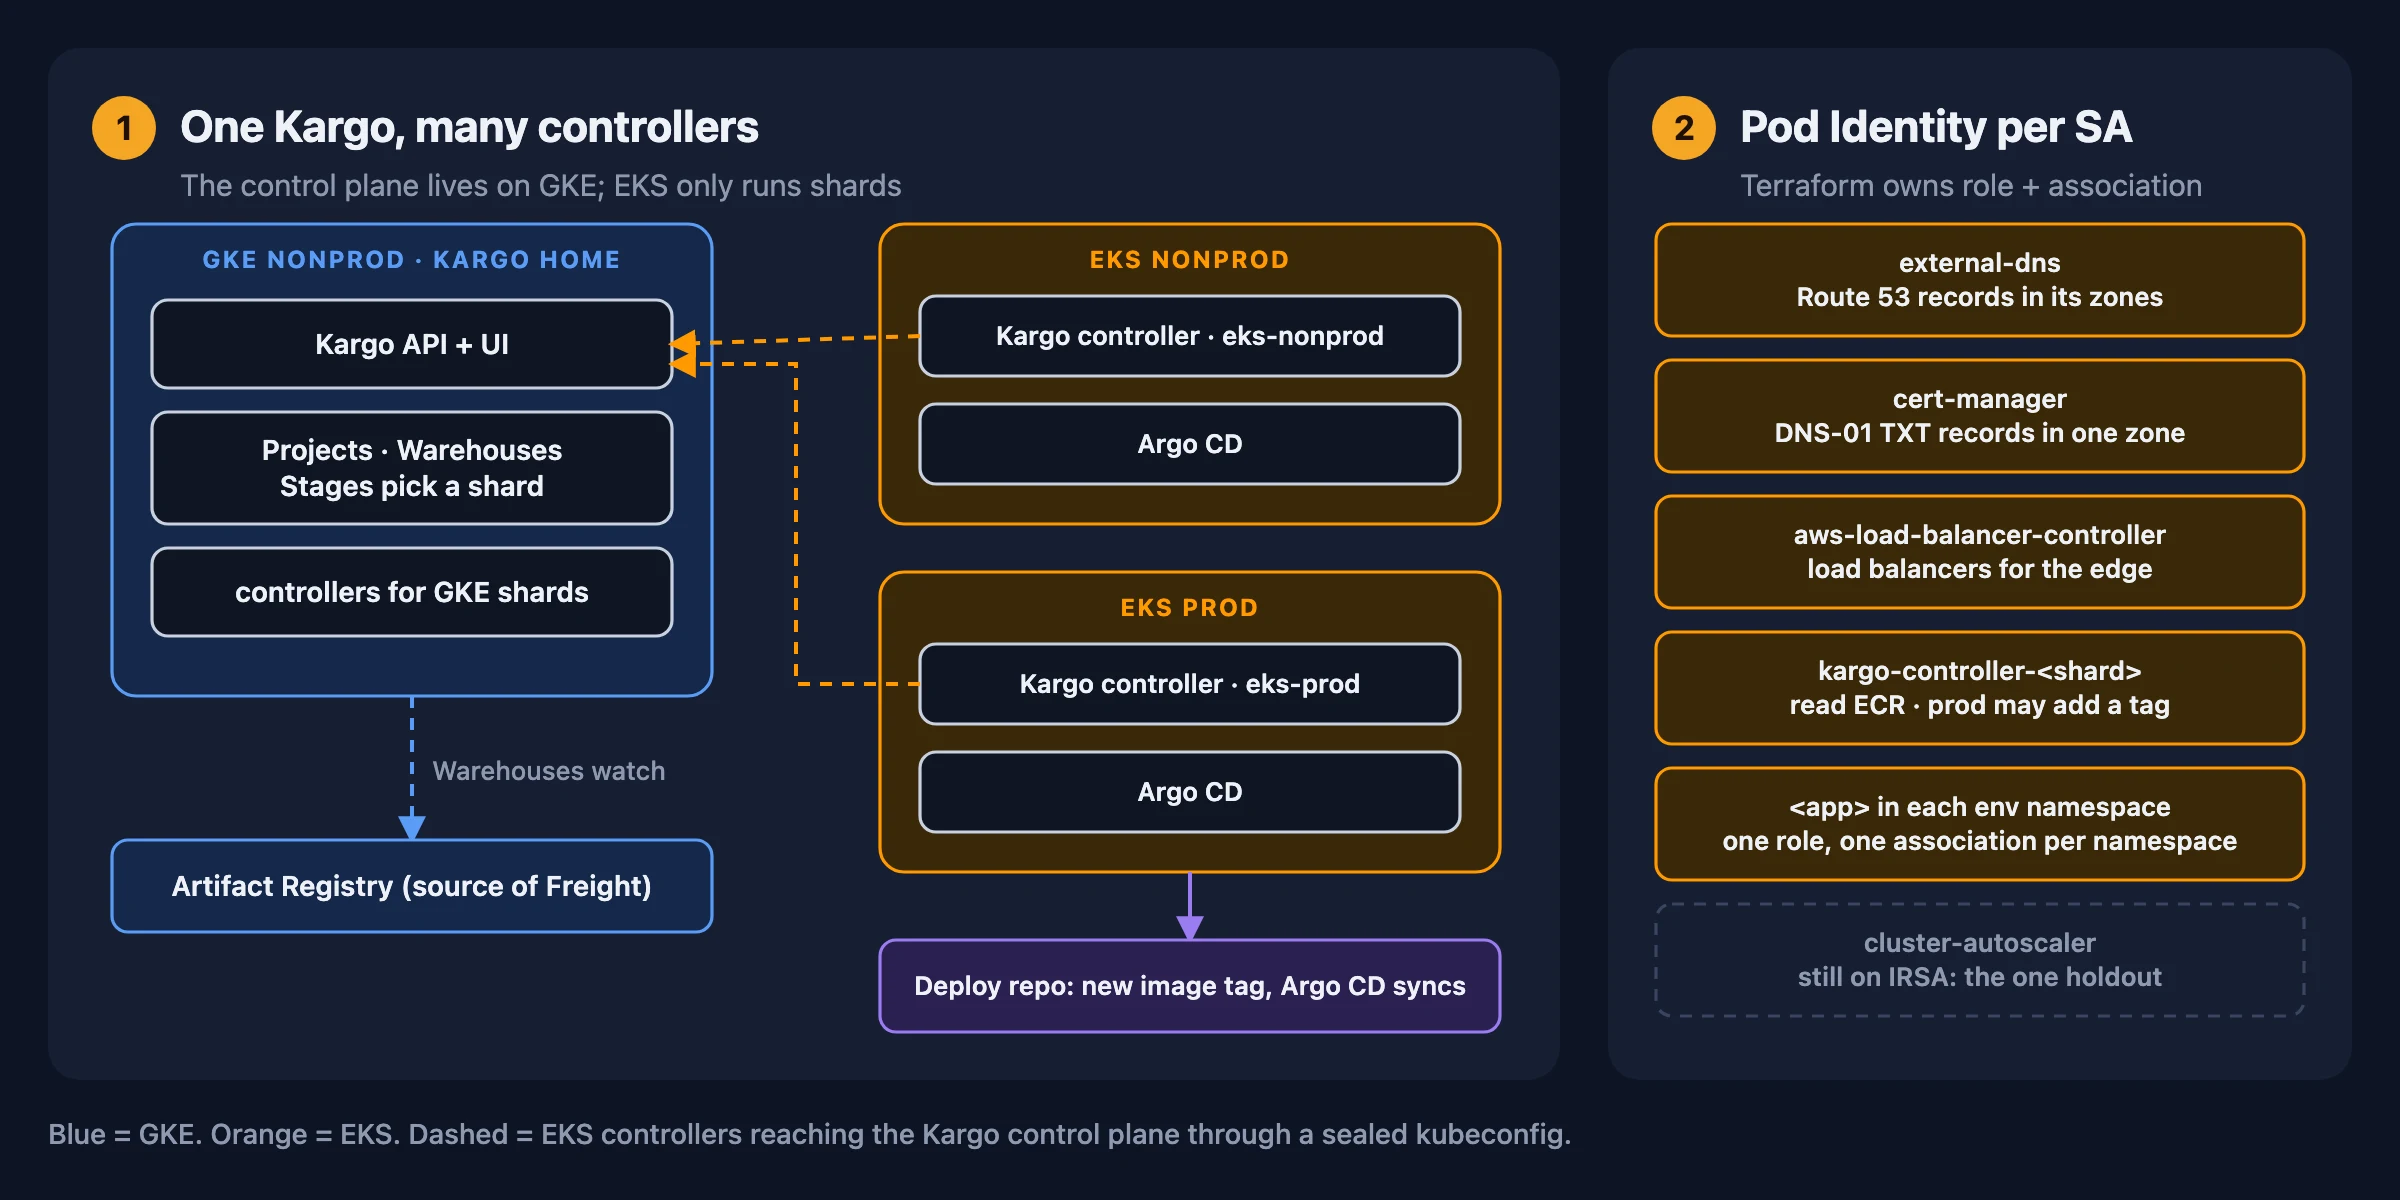 1
One Kargo, many controllers
The control plane lives on GKE; EKS only runs shards
GKE NONPROD · KARGO HOME
Kargo API + UI
Projects · Warehouses
Stages pick a shard
controllers for GKE shards
Warehouses watch
Artifact Registry (source of Freight)
EKS NONPROD
Kargo controller · eks-nonprod
Argo CD
EKS PROD
Kargo controller · eks-prod
Argo CD
Deploy repo: new image tag, Argo CD syncs
2
Pod Identity per SA
Terraform owns role + association
external-dns
Route 53 records in its zones
cert-manager
DNS-01 TXT records in one zone
aws-load-balancer-controller
load balancers for the edge
kargo-controller-<shard>
read ECR · prod may add a tag
<app> in each env namespace
one role, one association per namespace
cluster-autoscaler
still on IRSA: the one holdout
Blue = GKE. Orange = EKS. Dashed = EKS controllers reaching the Kargo control plane through a sealed kubeconfig.